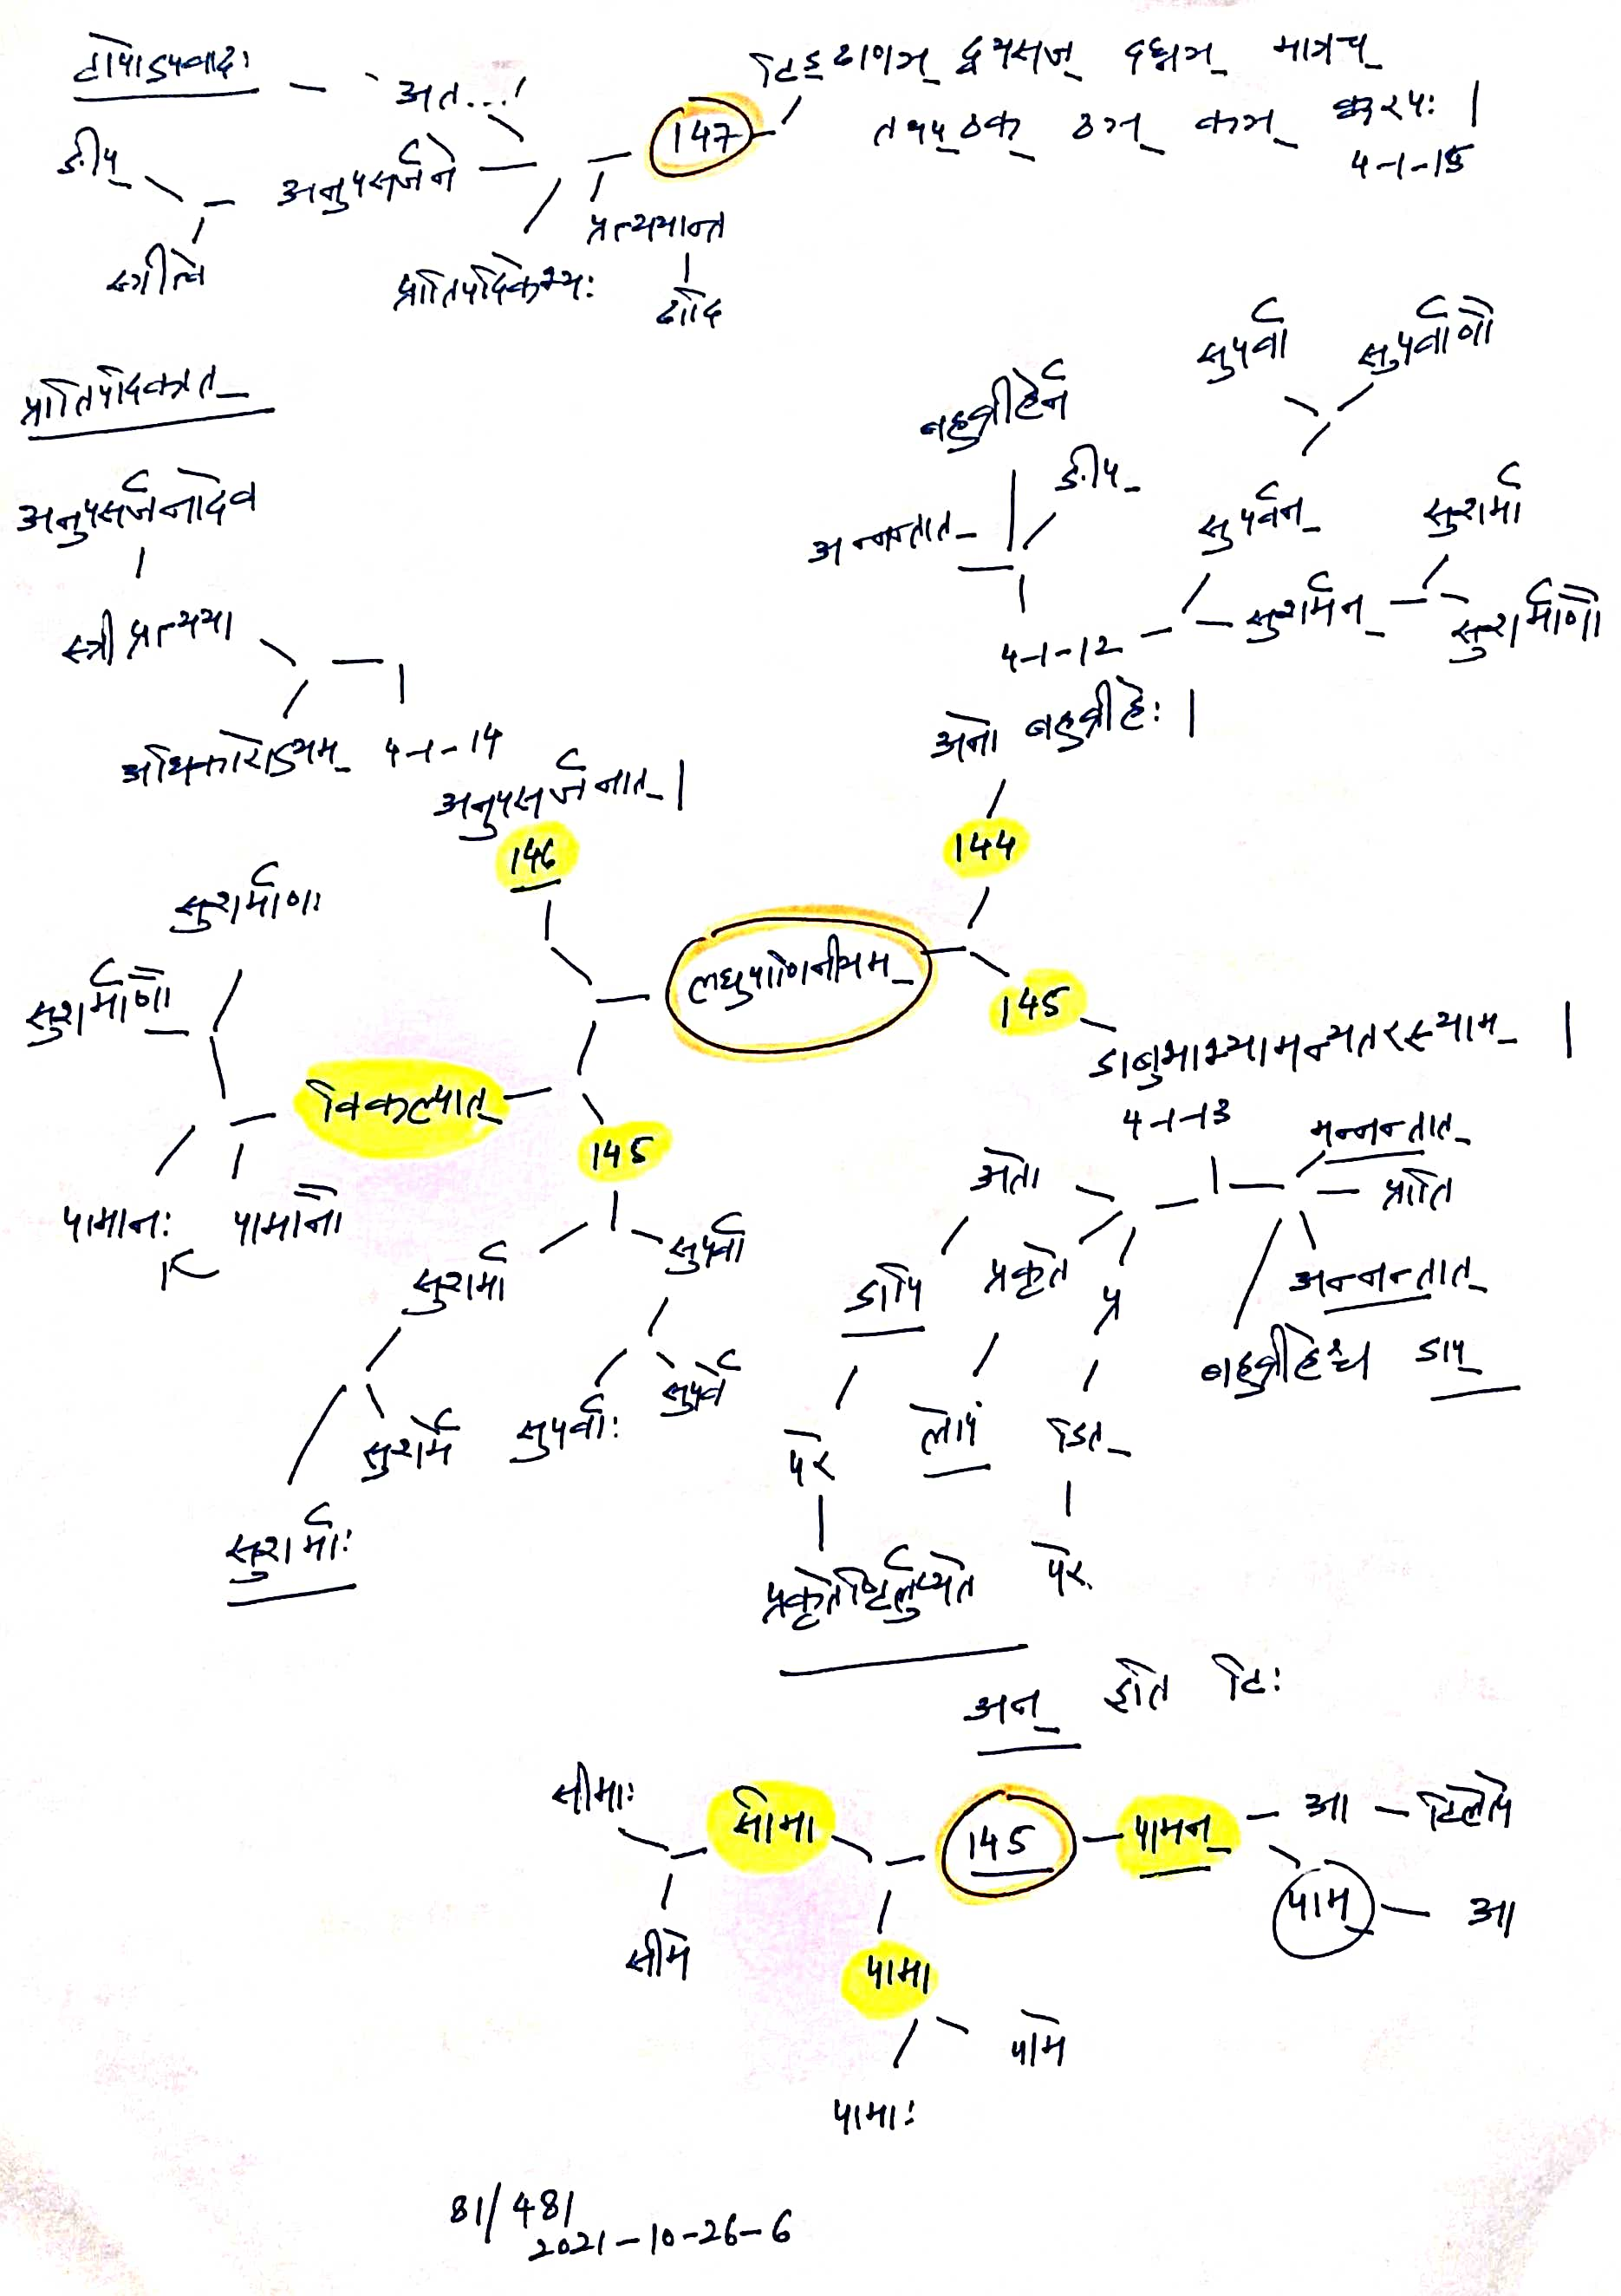 टापोऽपवादः
अत...!
147
टिड्ढाणञ् द्वयसज् दघ्नञ् मात्रच्
तयप् ठक् ठञ् कञ् क्वरपः |
4-1-15
ङीप्
अनुपसर्जने
स्त्रीत्वे
प्रातिपदिकेभ्यः
प्रत्ययान्त
टादि
प्रातिपदिकात्
अनुपसर्जनादेव
स्त्री प्रत्यया
अधिकारोऽयम् 4-1-14
अनुपसर्जनात् |
146
बहुव्रीहेर्न
ङीप्
अन्नन्तात्
4-1-12
सुपर्वा
सुपर्वाणौ
सुपर्वन्
सुशर्मा
सुशर्मन्
सुशर्माणौ
अनो बहुव्रीहेः |
144
लघुपाणिनीयम्
145
डाबुभाभ्यामन्यतरस्याम् |
4-1-13
सुशर्माणः
सुशर्माणौ
विकल्पात्
पामानः
पामानौ
145
सुशर्मा
सुपर्वा
सुशर्मे
सुपर्वाः
सुपर्वे
सुशर्माः
मन्नन्तात्
प्राति
अन्नन्तात्
बहुव्रीहेश्च डाप्
अतो
डापि
प्रकृते
प्र
परे
लोपं
डित्
परे
प्रकृतेष्टिर्लुप्यते
अन् इति टिः
सीमाः
सीमा
145
पामन्
आ
टिलोपे
पाम्
आ
सीमे
पामा
पामे
पामाः
81/481
2021-10-26-6